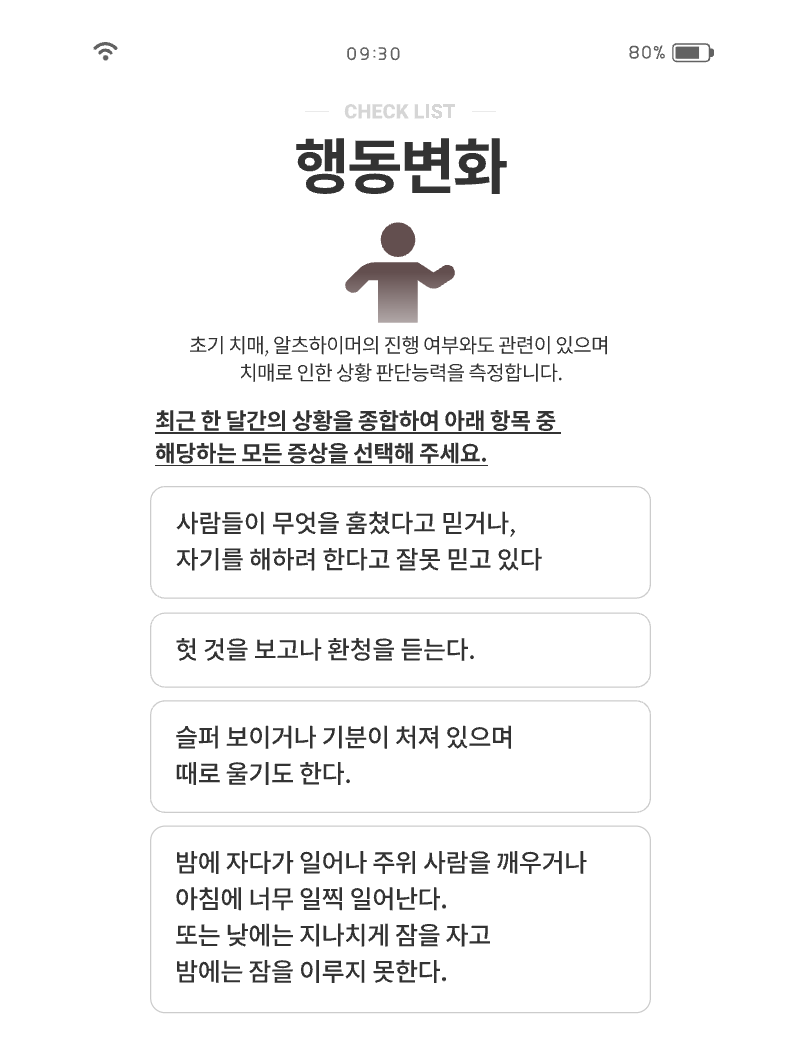 09:30
80%
CHECK LIST
행동변화
초기 치매, 알츠하이머의 진행 여부와도 관련이 있으며
치매로 인한 상황 판단능력을 측정합니다.
최근 한 달간의 상황을 종합하여 아래 항목 중
해당하는 모든 증상을 선택해 주세요.
사람들이 무엇을 훔쳤다고 믿거나,
자기를 해하려 한다고 잘못 믿고 있다
헛 것을 보고나 환청을 듣는다.
슬퍼 보이거나 기분이 처져 있으며
때로 울기도 한다.
밤에 자다가 일어나 주위 사람을 깨우거나
아침에 너무 일찍 일어난다.
또는 낮에는 지나치게 잠을 자고
밤에는 잠을 이루지 못한다.